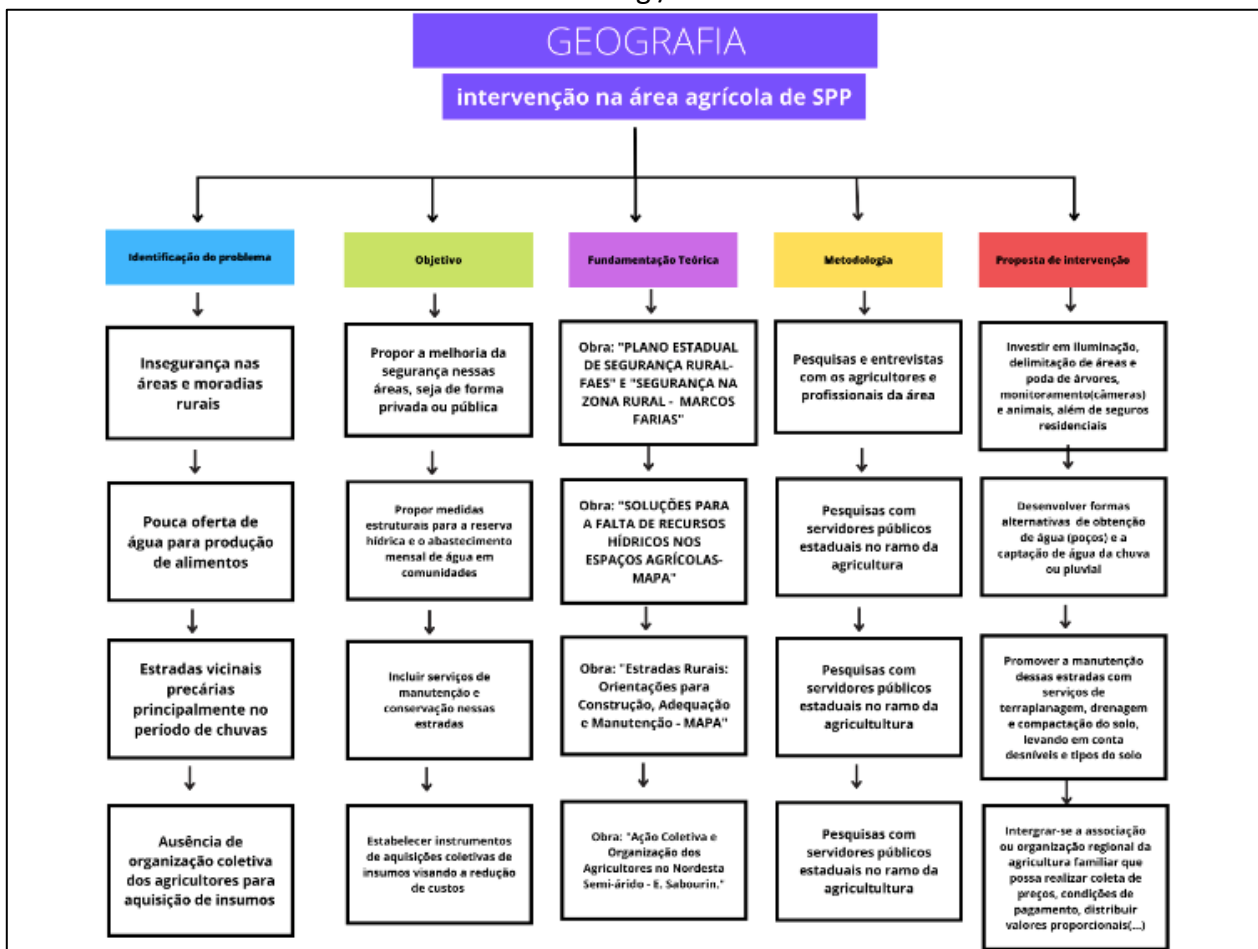 GEOGRAFIA
intervenção na área agrícola de SPP
Identificação do problema
Objetivo
Fundamentação Teórica
Metodologia
Proposta de intervenção
Insegurança nas
áreas e moradias
rurais
Propor a melhoria da
segurança nessas
áreas, seja de forma
privada ou pública
Obra: "PLANO ESTADUAL
DE SEGURANÇA RURAL-
FAES" E "SEGURANÇA NA
ZONA RURAL - MARCOS
FARIAS"
Pesquisas e entrevistas
com os agricultores e
profissionais da área
Investir em iluminação,
delimitação de áreas e
poda de árvores,
monitoramento(câmeras)
e animais, além de seguros
residenciais
Pouca oferta de
água para produção
de alimentos
Propor medidas
estruturais para a reserva
hídrica e o abastecimento
mensal de água em
comunidades
Obra: "SOLUÇÕES PARA
A FALTA DE RECURSOS
HÍDRICOS NOS
ESPAÇOS AGRÍCOLAS-
MAPA"
Pesquisas com
servidores públicos
estaduais no ramo da
agricultura
Desenvolver formas
alternativas de obtenção
de água (poços) e a
captação de água da chuva
ou pluvial
Estradas vicinais
precárias
principalmente no
período de chuvas
Incluir serviços de
manutenção e
conservação nessas
estradas
Obra: "Estradas Rurais:
Orientações para
Construção, Adequação
e Manutenção - MAPA"
Pesquisas com
servidores públicos
estaduais no ramo da
agricultultura
Promover a manutenção
dessas estradas com
serviços de
terraplanagem, drenagem
e compactação do solo,
levando em conta
desníveis e tipos do solo
Ausência de
organização coletiva
dos agricultores para
aquisição de insumos
Estabelecer instrumentos
de aquisições coletivas de
insumos visando a redução
de custos
Obra: "Ação Coletiva e
Organização dos
Agricultores no Nordesta
Semi-árido - E. Sabourin."
Pesquisas com
servidores públicos
estaduais no ramo da
agricultultura
Intergrar-se a associação
ou organização regional da
agricultura familiar que
possa realizar coleta de
preços, condições de
pagamento, distribuir
valores proporcionais(...)